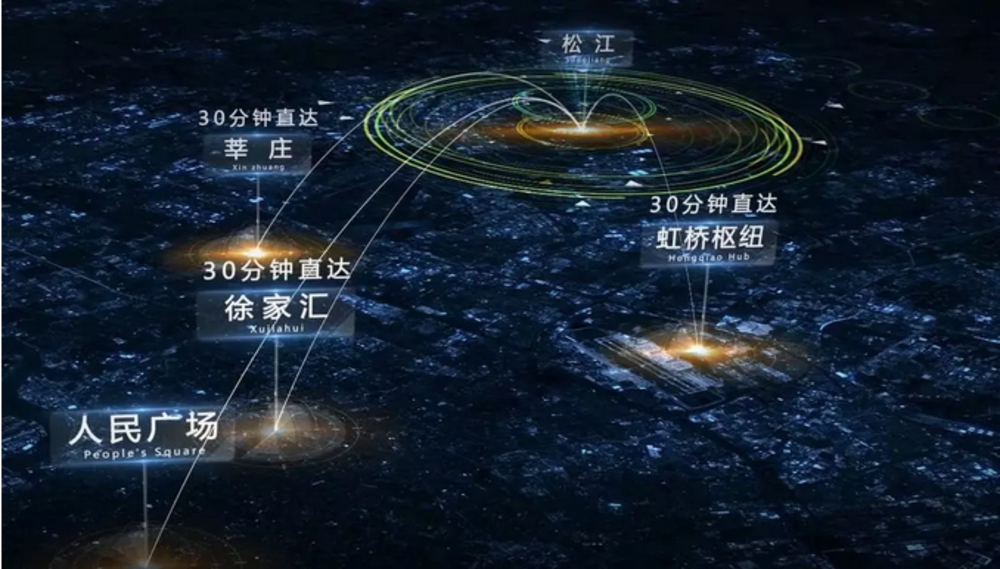 松江
Songjiang
30分钟直达
莘庄
Xin zhuang
30分钟直达
虹桥枢纽
Hongqiao Hub
30分钟直达
徐家汇
Xujiahui
人民广场
People's Square